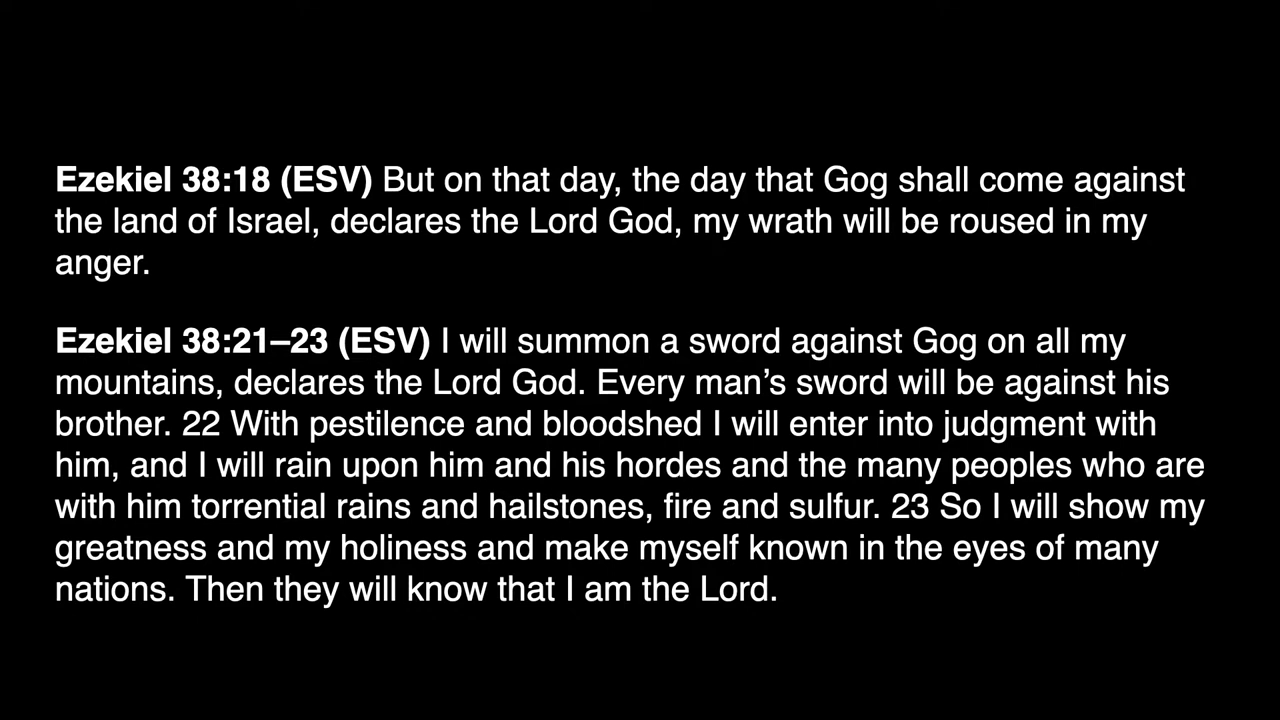 Ezekiel 38:18 (ESV) But on that day, the day that Gog shall come against
the land of Israel, declares the Lord God, my wrath will be roused in my
anger.
Ezekiel 38:21–23 (ESV) I will summon a sword against Gog on all my
mountains, declares the Lord God. Every man’s sword will be against his
brother. 22 With pestilence and bloodshed I will enter into judgment with
him, and I will rain upon him and his hordes and the many peoples who are
with him torrential rains and hailstones, fire and sulfur. 23 So I will show my
greatness and my holiness and make myself known in the eyes of many
nations. Then they will know that I am the Lord.